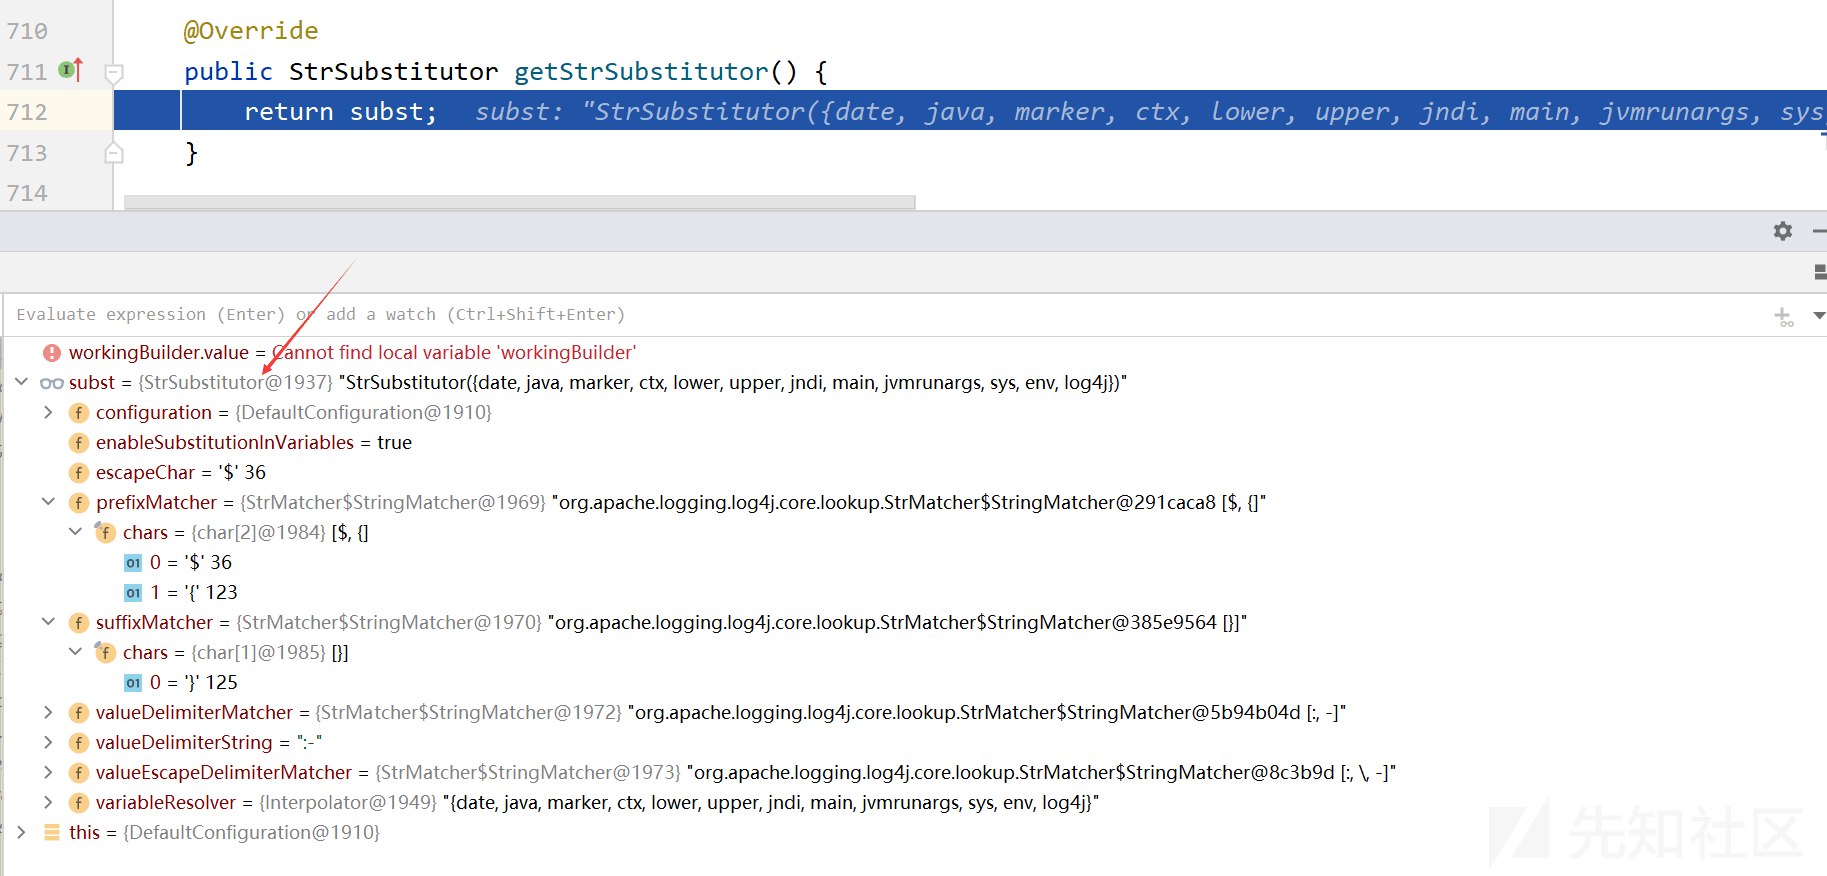 710 @Override
711 public StrSubstitutor getStrSubstitutor() {
712 return subst; subst: "StrSubstitutor({date, java, marker, ctx, lower, upper, jndi, main, jvmrunargs, sys,
713 }
714
Evaluate expression (Enter) or add a watch (Ctrl+Shift+Enter)
workingBuilder.value = Cannot find local variable 'workingBuilder'
subst = {StrSubstitutor@1937} "StrSubstitutor({date, java, marker, ctx, lower, upper, jndi, main, jvmrunargs, sys, env, log4j})"
configuration = {DefaultConfiguration@1910}
enableSubstitutionInVariables = true
escapeChar = '$' 36
prefixMatcher = {StrMatcher$StringMatcher@1969} "org.apache.logging.log4j.core.lookup.StrMatcher$StringMatcher@291caca8 [$, {]"
chars = {char[2]@1984} [$, {]
0 = '$' 36
1 = '{' 123
suffixMatcher = {StrMatcher$StringMatcher@1970} "org.apache.logging.log4j.core.lookup.StrMatcher$StringMatcher@385e9564 [}]"
chars = {char[1]@1985} [}]
0 = '}' 125
valueDelimiterMatcher = {StrMatcher$StringMatcher@1972} "org.apache.logging.log4j.core.lookup.StrMatcher$StringMatcher@5b94b04d [:, -]"
valueDelimiterString = ":-"
valueEscapeDelimiterMatcher = {StrMatcher$StringMatcher@1973} "org.apache.logging.log4j.core.lookup.StrMatcher$StringMatcher@8c3b9d [:, \, -]"
variableResolver = {Interpolator@1949} "{date, java, marker, ctx, lower, upper, jndi, main, jvmrunargs, sys, env, log4j}"
this = {DefaultConfiguration@1910}
先知社区